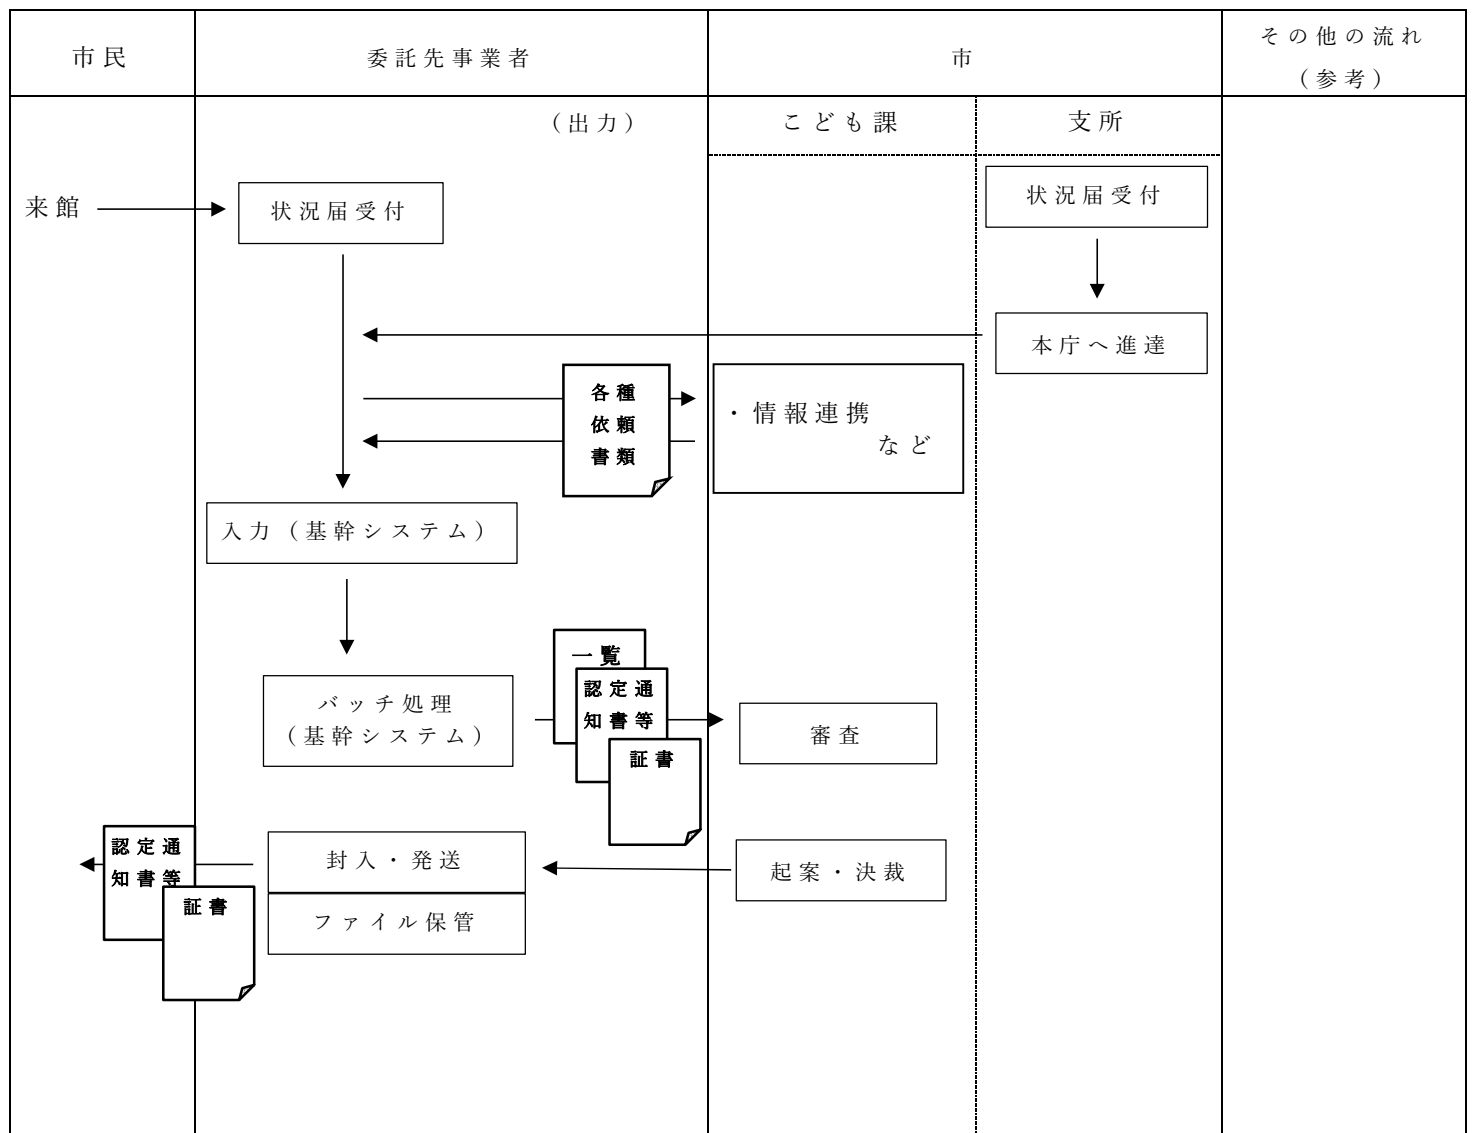 市民
委託先事業者
市
その他の流れ
（参考）
（出力）
こども課
支所
来館
状況届受付
状況届受付
本庁へ進達
各種
依頼
書類
・情報連携
など
入力（基幹システム）
一覧
認定通
知書等
証書
バッチ処理
（基幹システム）
審査
認定通
知書等
証書
封入・発送
ファイル保管
起案・決裁